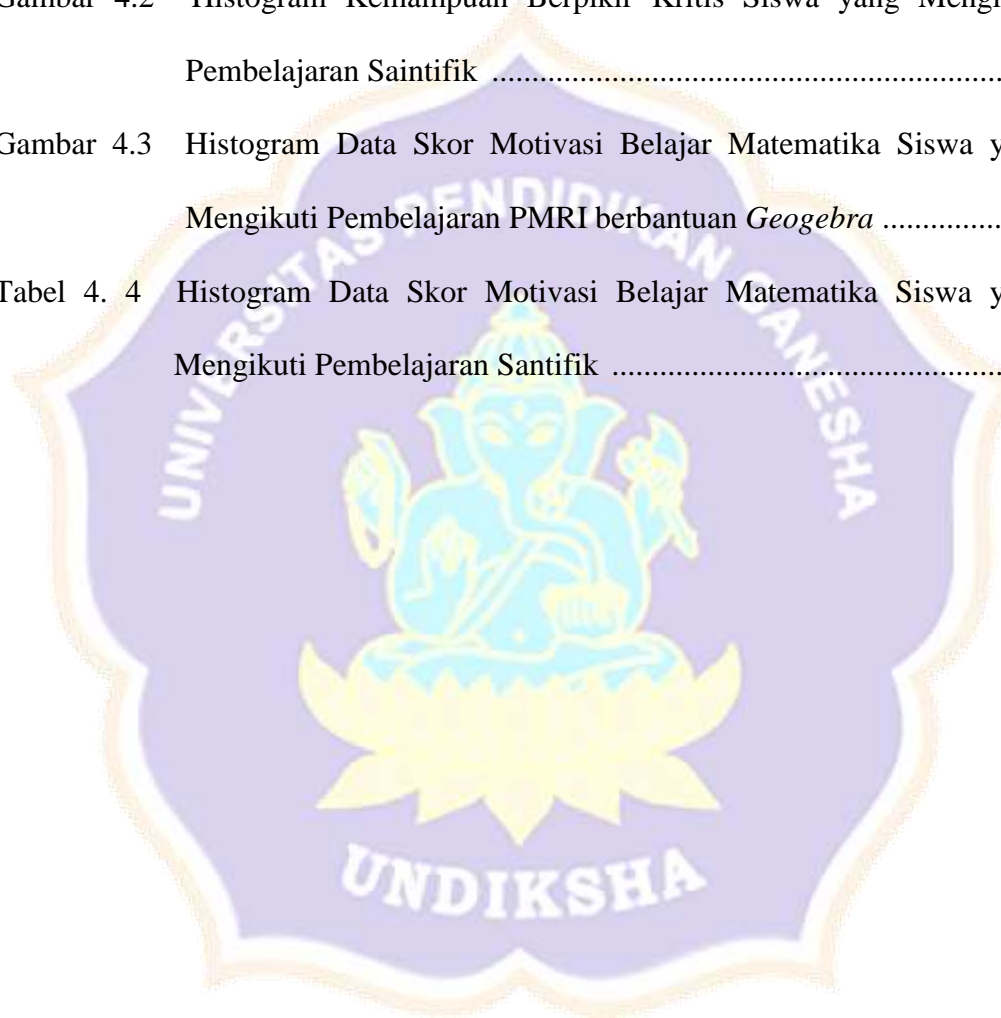 Gambar 4.2 Histogram Kemampuan Berpikir Kritis Siswa yang
Pembelajaran Saintifik ................................................................
Gambar 4.3 Histogram Data Skor Motivasi Belajar Matematika Siswa
Mengikuti Pembelajaran PMRI berbantuan Geogebra ...............
Tabel 4. 4 Histogram Data Skor Motivasi Belajar Matematika Siswa
Mengikuti Pembelajaran Santifik ................................................
UNIVERSITAS PENDIDIKAN GANESHA
UNDIKSHA